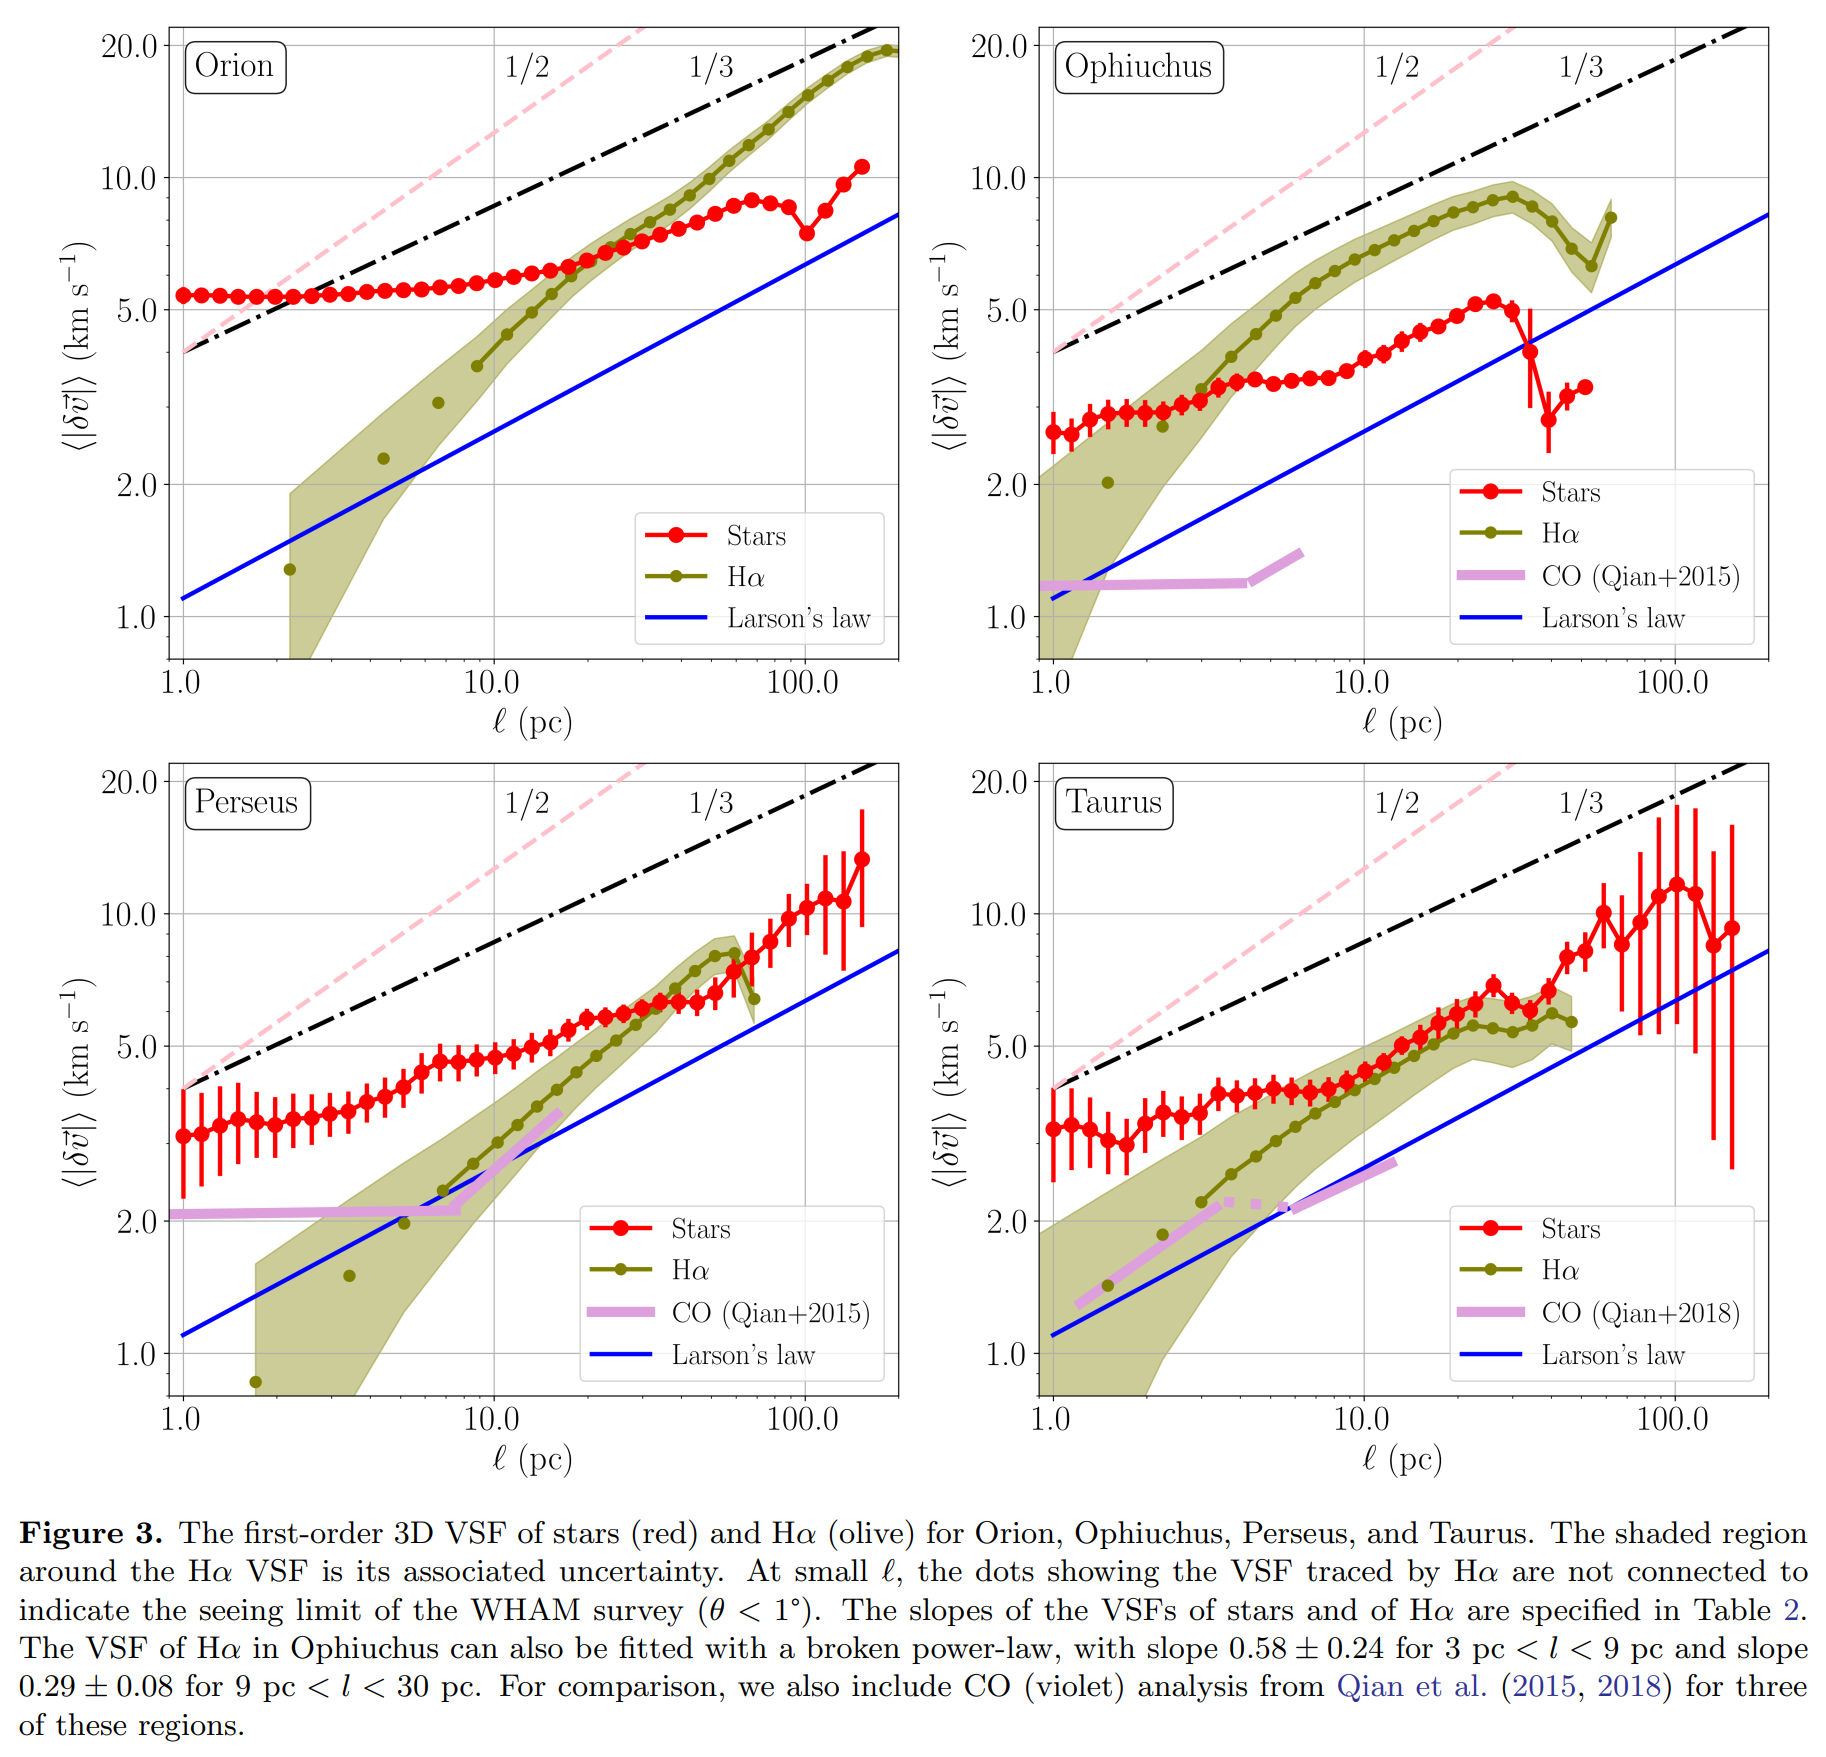 Orion
1/2
1/3
20.0
10.0
5.0
2.0
1.0
⟨|δv⃗|⟩ (km s⁻¹)
Stars
Hα
Larson's law
1.0 10.0 100.0
ℓ (pc)
Ophiuchus
1/2
1/3
20.0
10.0
5.0
2.0
1.0
⟨|δv⃗|⟩ (km s⁻¹)
Stars
Hα
CO (Qian+2015)
Larson's law
1.0 10.0 100.0
ℓ (pc)
Perseus
1/2
1/3
20.0
10.0
5.0
2.0
1.0
⟨|δv⃗|⟩ (km s⁻¹)
Stars
Hα
CO (Qian+2015)
Larson's law
1.0 10.0 100.0
ℓ (pc)
Taurus
1/2
1/3
20.0
10.0
5.0
2.0
1.0
⟨|δv⃗|⟩ (km s⁻¹)
Stars
Hα
CO (Qian+2018)
Larson's law
1.0 10.0 100.0
ℓ (pc)
Figure 3. The first-order 3D VSF of stars (red) and Hα (olive) for Orion, Ophiuchus, Perseus, and Taurus. The shaded region
around the Hα VSF is its associated uncertainty. At small ℓ, the dots showing the VSF traced by Hα are not connected to
indicate the seeing limit of the WHAM survey (θ < 1°). The slopes of the VSFs of stars and of Hα are specified in Table 2.
The VSF of Hα in Ophiuchus can also be fitted with a broken power-law, with slope 0.58 ± 0.24 for 3 pc < l < 9 pc and slope
0.29 ± 0.08 for 9 pc < l < 30 pc. For comparison, we also include CO (violet) analysis from Qian et al. (2015, 2018) for three
of these regions.